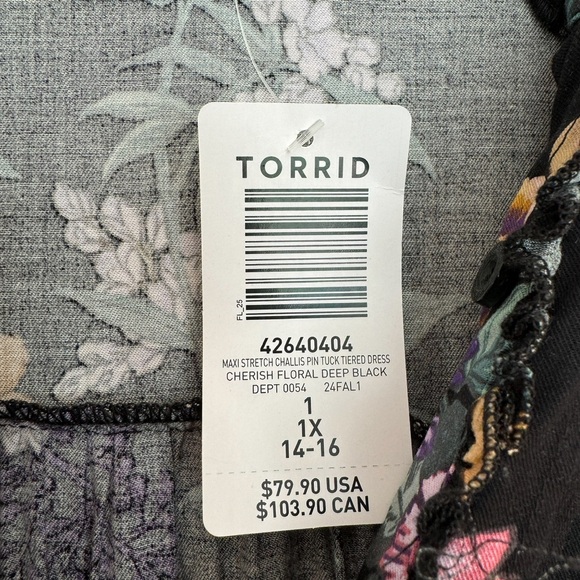 TORRID
FL_25
42640404
MAXI STRETCH CHALLIS PIN TUCK TIERED DRESS
CHERISH FLORAL DEEP BLACK
DEPT 0054 24FAL1
1
1X
14-16
$79.90 USA
$103.90 CAN